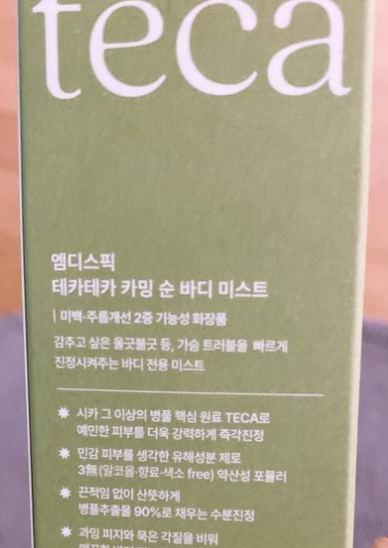 teca
엠디스픽
테카테카 카밍 순 바디 미스트
| 미백·주름개선 2중 기능성 화장품
감추고 싶은 울긋불긋 등, 가슴 트러블을 빠르게
진정시켜주는 바디 전용 미스트
✷ 시카 그 이상의 병풀 핵심 원료 TECA로
예민한 피부를 더욱 강력하게 즉각진정
✷ 민감 피부를 생각한 유해성분 제로
3無(알코올·향료·색소 free) 약산성 포뮬러
✷ 끈적임 없이 산뜻하게
병풀추출물 90%로 채우는 수분진정
✷ 과잉 피지와 묵은 각질을 비워